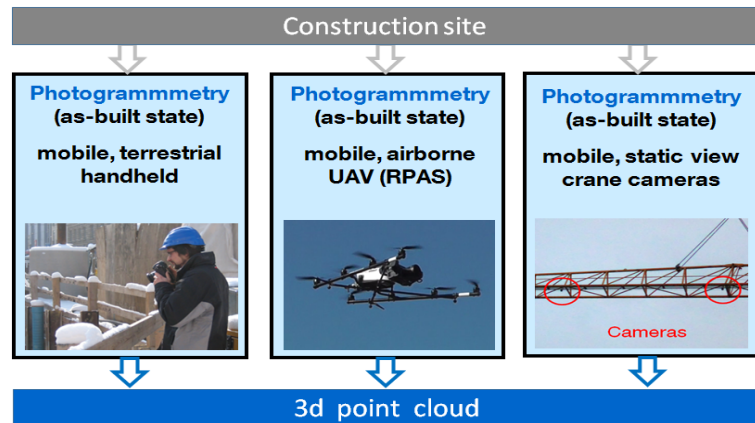 Construction site
Photogrammmetry
(as-built state)
mobile, terrestrial
handheld
Photogrammmetry
(as-built state)
mobile, airborne
UAV (RPAS)
Photogrammmetry
(as-built state)
mobile, static view
crane cameras
Cameras
3d point cloud